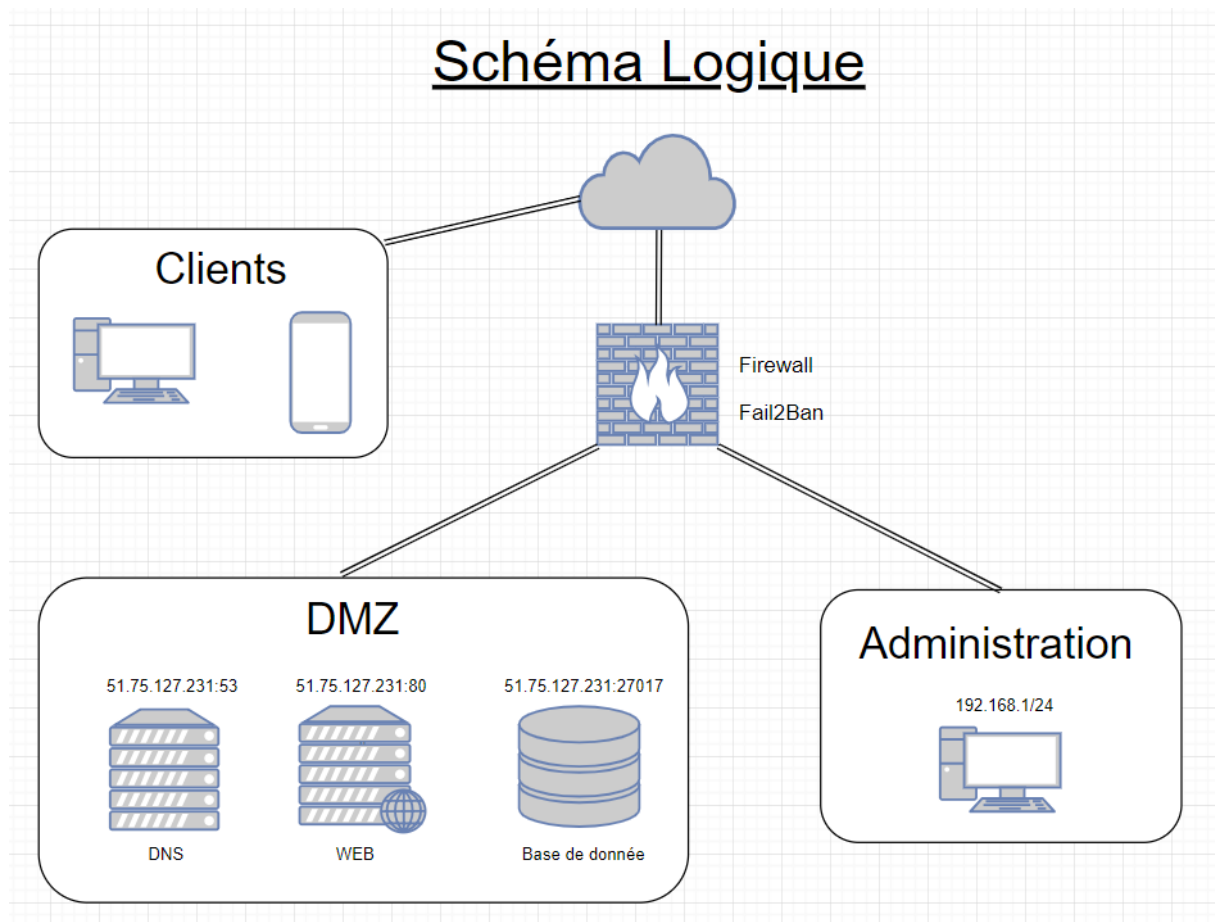 Schéma Logique
Clients
Firewall
Fail2Ban
DMZ
51.75.127.231:53
51.75.127.231:80
51.75.127.231:27017
DNS
WEB
Base de donnée
Administration
192.168.1/24